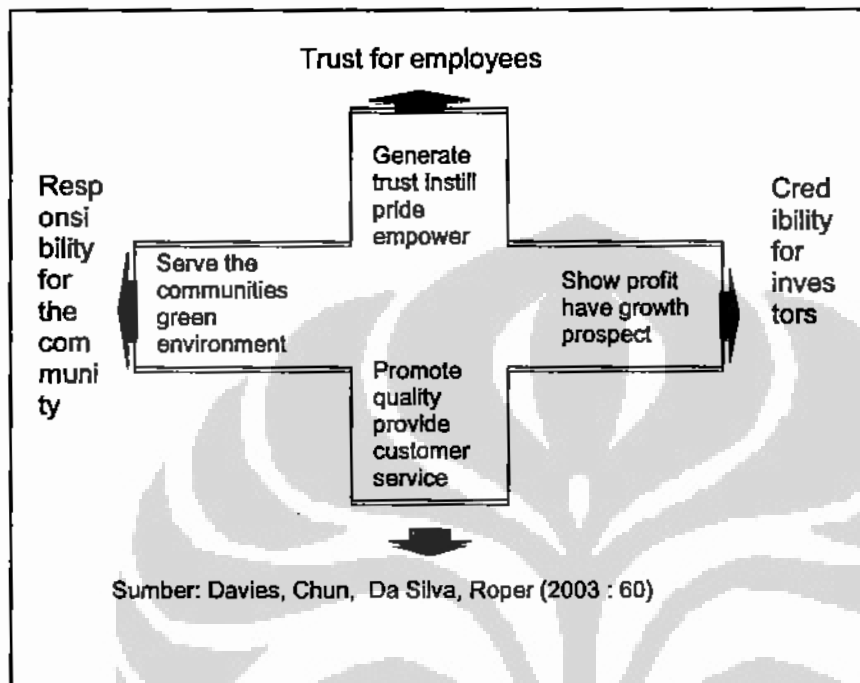 Trust for employees
Generate
trust instill
pride
empower
Resp
onsi
bility
for
the
com
muni
ty
Serve the
communities
green
environment
Show profit
have growth
prospect
Cred
ibility
for
inves
tors
Promote
quality
provide
customer
service
Sumber: Davies, Chun, Da Silva, Roper (2003 : 60)